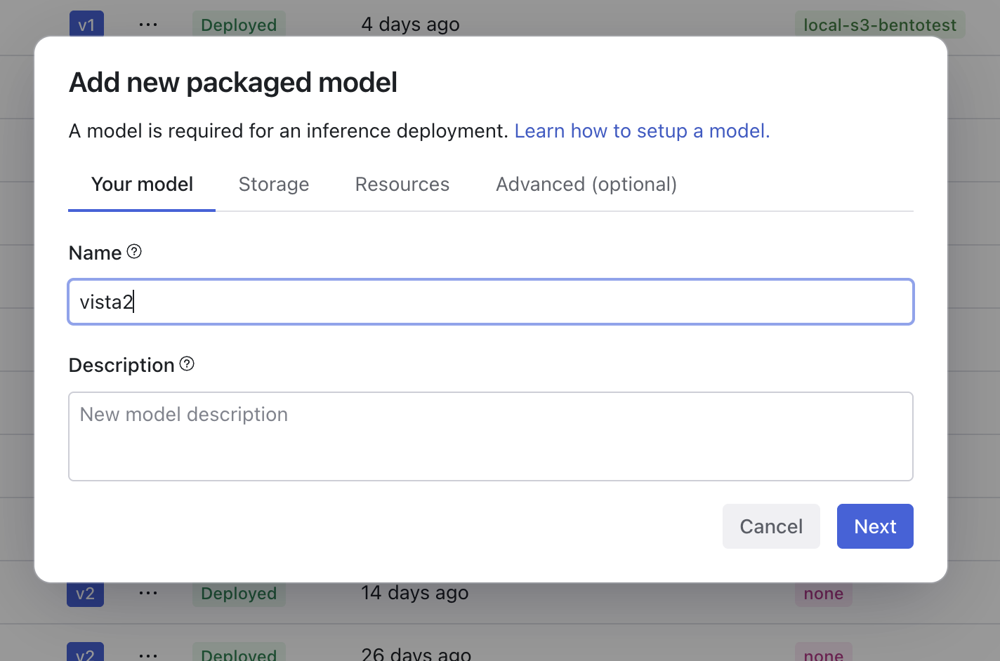 v1 ... Deployed 4 days ago local-s3-bentotest
Add new packaged model
A model is required for an inference deployment. Learn how to setup a model.
Your model Storage Resources Advanced (optional)
Name ?
vista2
Description ?
New model description
Cancel Next
v2 ... Deployed 14 days ago none
v2 ... Deployed 26 days ago none